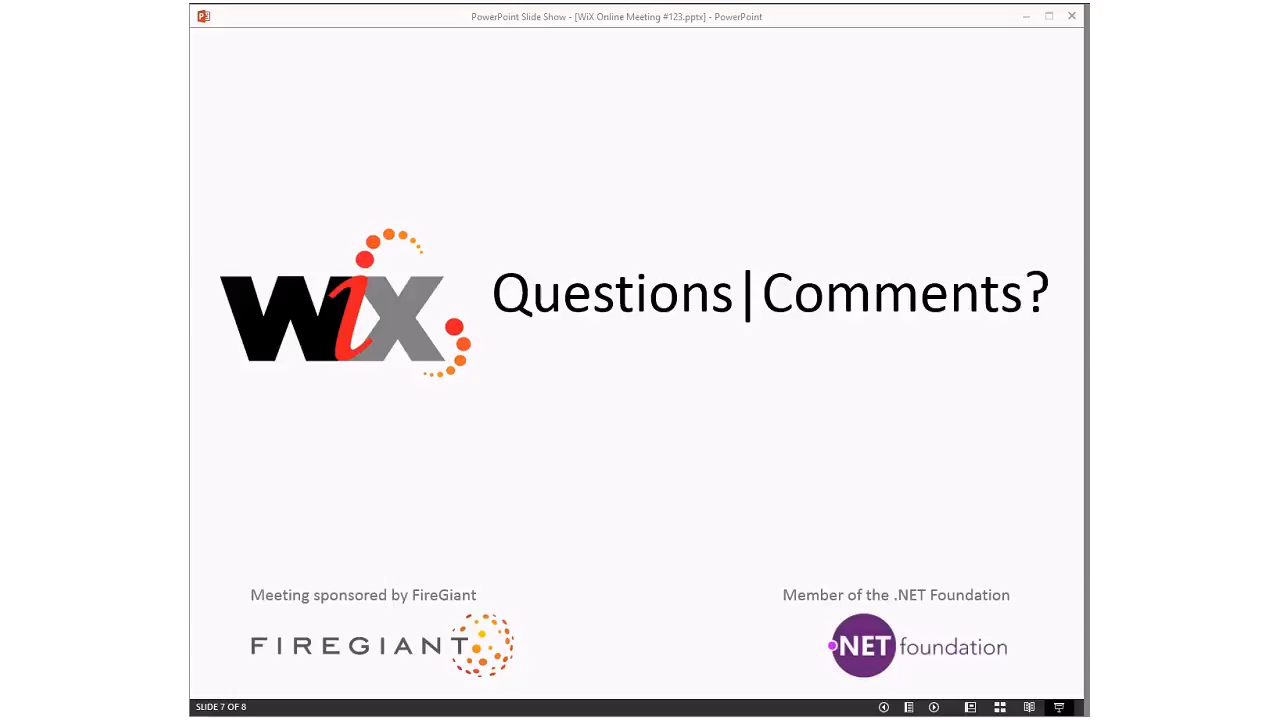 PowerPoint Slide Show - [WiX Online Meeting #123.pptx] - PowerPoint
WiX
Questions|Comments?
Meeting sponsored by FireGiant
Member of the .NET Foundation
FIREGIANT
.NET foundation
SLIDE 7 OF 8